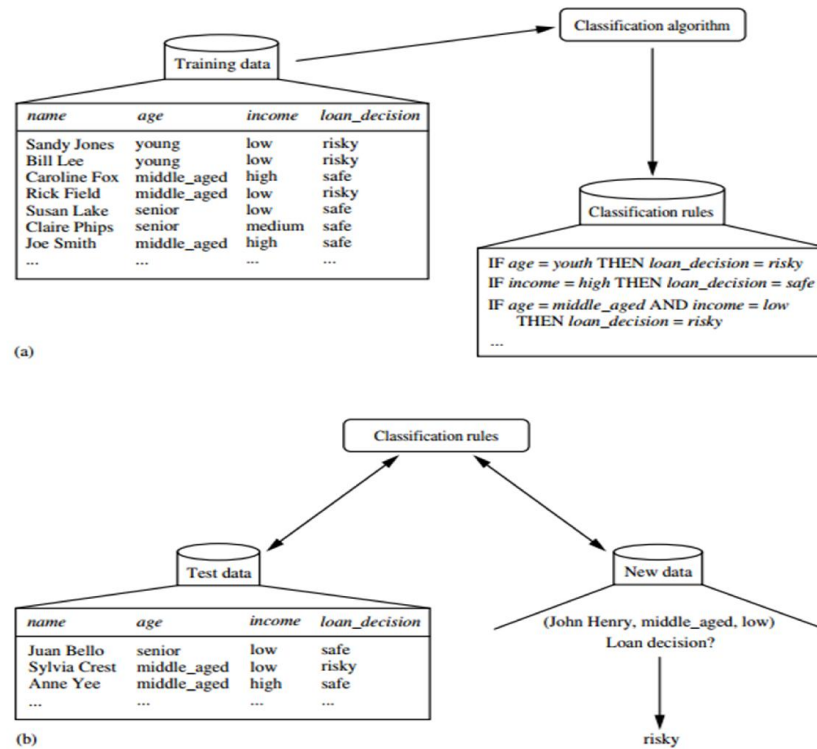 Classification algorithm
Training data
name age income loan_decision
Sandy Jones young low risky
Bill Lee young low risky
Caroline Fox middle_aged high safe
Rick Field middle_aged low risky
Susan Lake senior low safe
Claire Phips senior medium safe
Joe Smith middle_aged high safe
... ... ... ...
Classification rules
IF age = youth THEN loan_decision = risky
IF income = high THEN loan_decision = safe
IF age = middle_aged AND income = low
THEN loan_decision = risky
...
(a)
Classification rules
Test data
name age income loan_decision
Juan Bello senior low safe
Sylvia Crest middle_aged low risky
Anne Yee middle_aged high safe
... ... ... ...
New data
(John Henry, middle_aged, low)
Loan decision?
risky
(b)